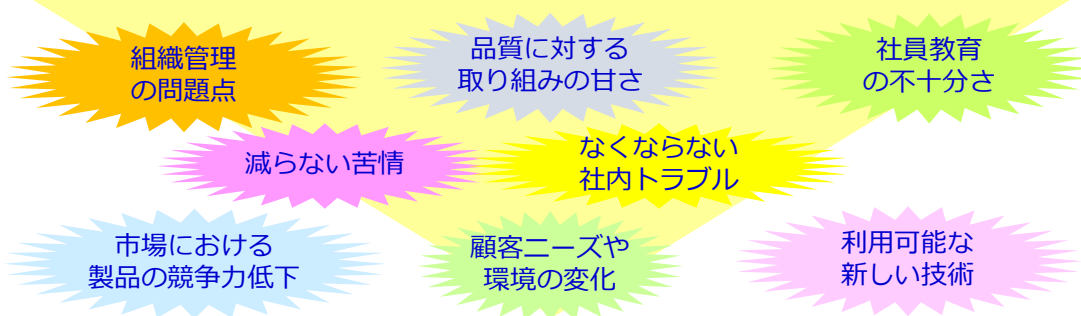 組織管理
の問題点
品質に対する
取り組みの甘さ
社員教育
の不十分さ
減らない苦情
なくならない
社内トラブル
市場における
製品の競争力低下
顧客ニーズや
環境の変化
利用可能な
新しい技術